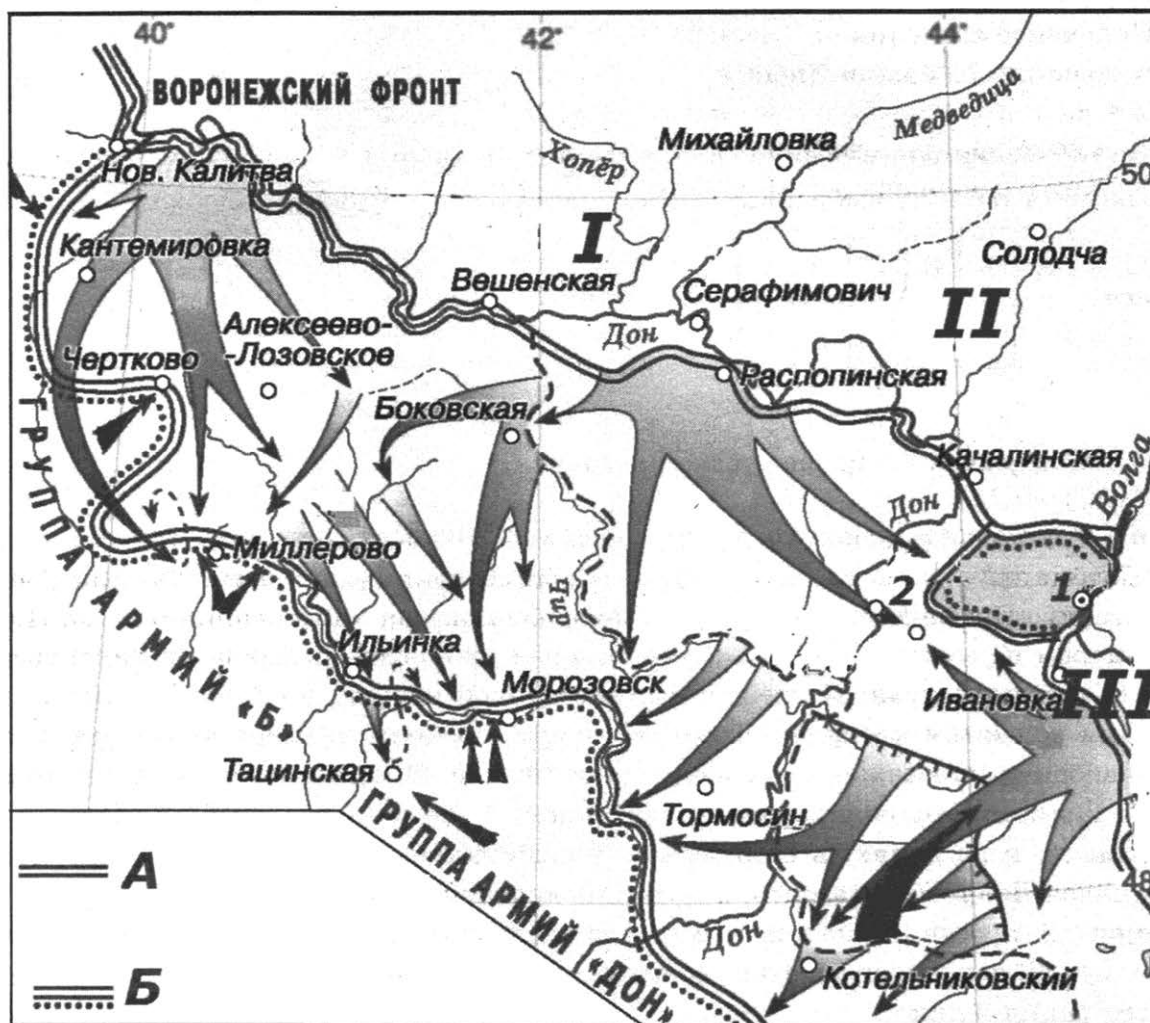 40°
42°
44°
ВОРОНЕЖСКИЙ ФРОНТ
Михайловка
Медведица
Хопёр
50
Нов. Калитва
I
Солодча
Кантемировка
Вешенская
Серафимович
II
Алексеево-
-Лозовское
Дон
Чертково
Распопинская
Боковская
Качалинская
Волга
Дон
Миллерово
Чир
2
1
ГРУППА АРМИЙ «Б»
Ильинка
Морозовск
Ивановка
III
Тацинская
Тормосин
ГРУППА АРМИЙ «ДОН»
А
48
Дон
Котельниковский
Б